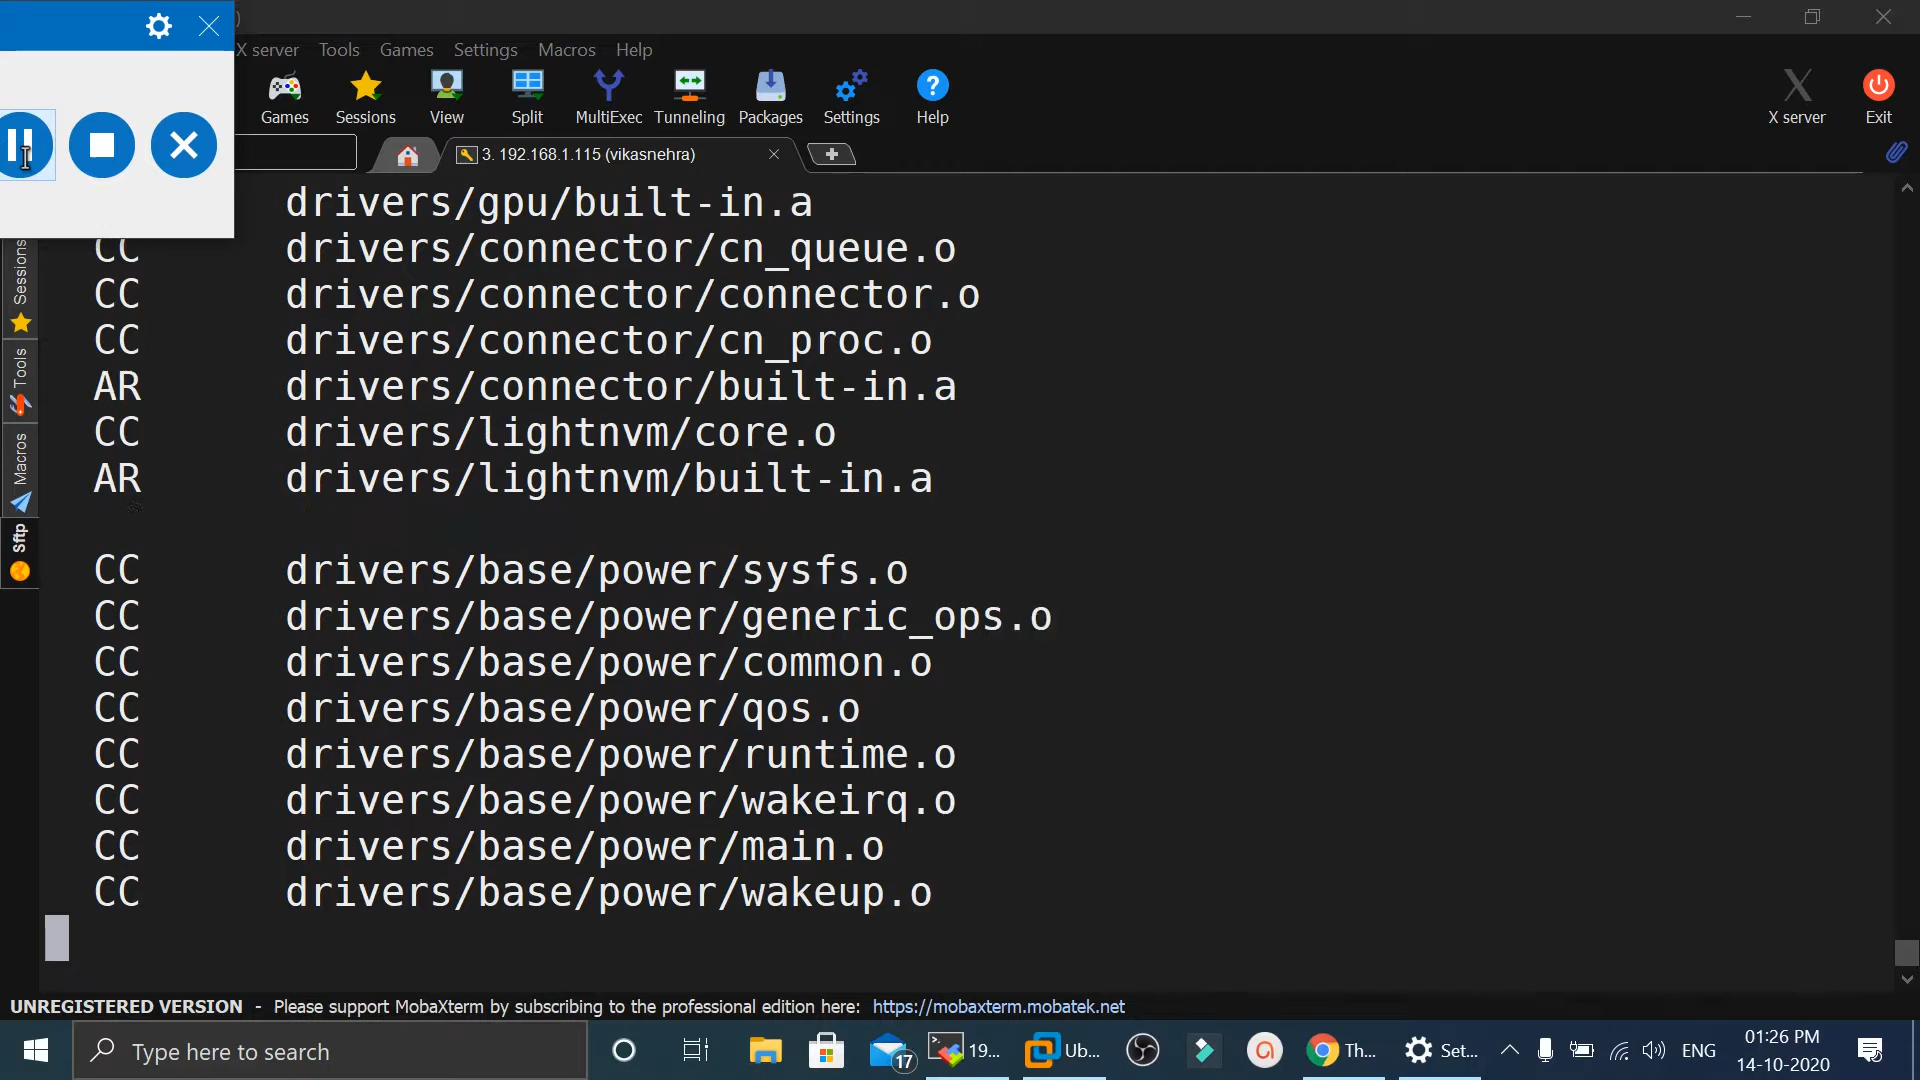 )
X server Tools Games Settings Macros Help
Games Sessions View Split MultiExec Tunneling Packages Settings Help X server Exit
3. 192.168.1.115 (vikasnehra)
Sessions
Tools
Macros
Sftp
drivers/gpu/built-in.a
CC drivers/connector/cn_queue.o
CC drivers/connector/connector.o
CC drivers/connector/cn_proc.o
AR drivers/connector/built-in.a
CC drivers/lightnvm/core.o
AR drivers/lightnvm/built-in.a
CC drivers/base/power/sysfs.o
CC drivers/base/power/generic_ops.o
CC drivers/base/power/common.o
CC drivers/base/power/qos.o
CC drivers/base/power/runtime.o
CC drivers/base/power/wakeirq.o
CC drivers/base/power/main.o
CC drivers/base/power/wakeup.o
UNREGISTERED VERSION - Please support MobaXterm by subscribing to the professional edition here: https://mobaxterm.mobatek.net
Type here to search 17 19... Ub... Th... Set... ENG 01:26 PM
14-10-2020